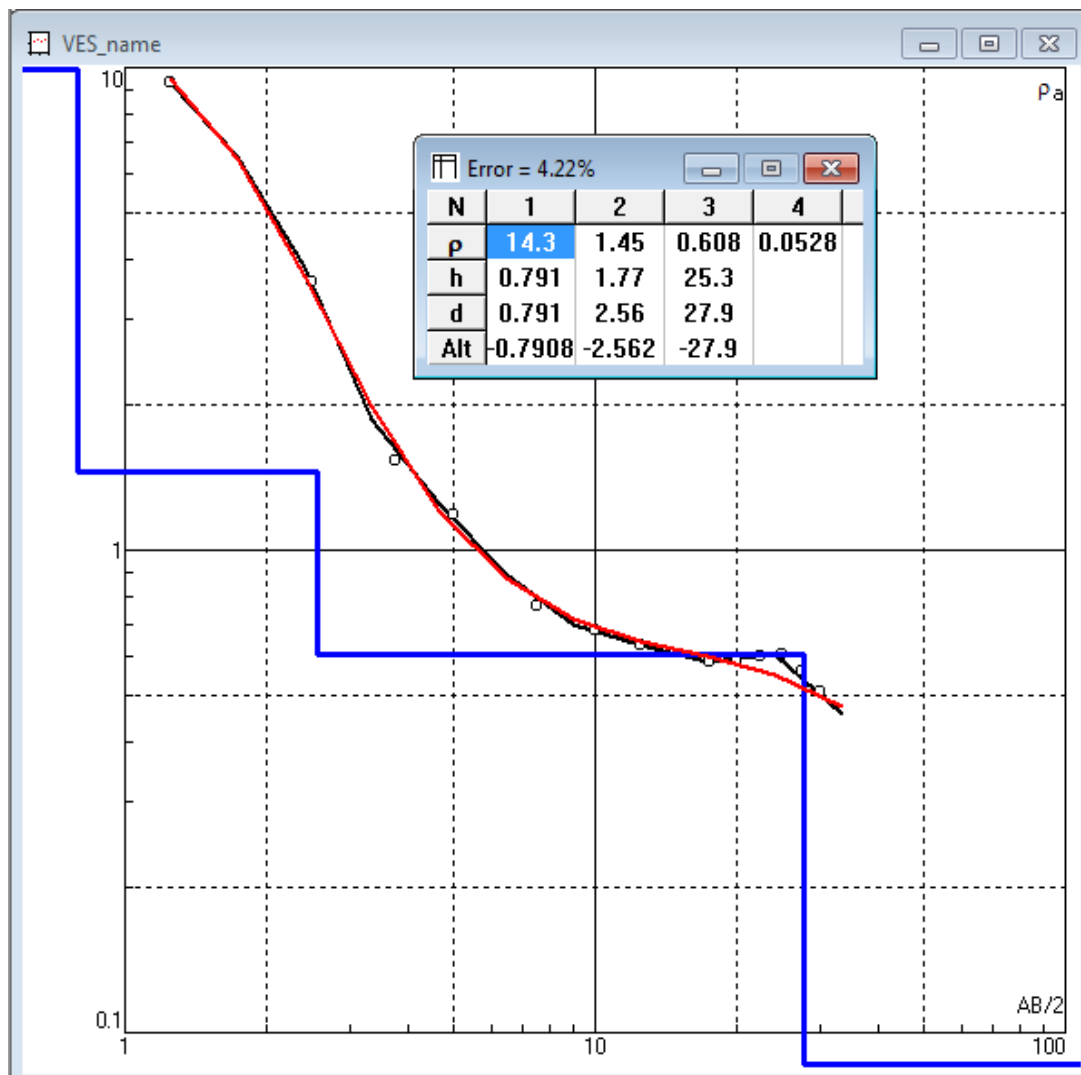 VES_name
10
ρa
Error = 4.22%
N 1 2 3 4
ρ 14.3 1.45 0.608 0.0528
h 0.791 1.77 25.3
d 0.791 2.56 27.9
Alt -0.7908 -2.562 -27.9
1
AB/2
0.1
1 10 100